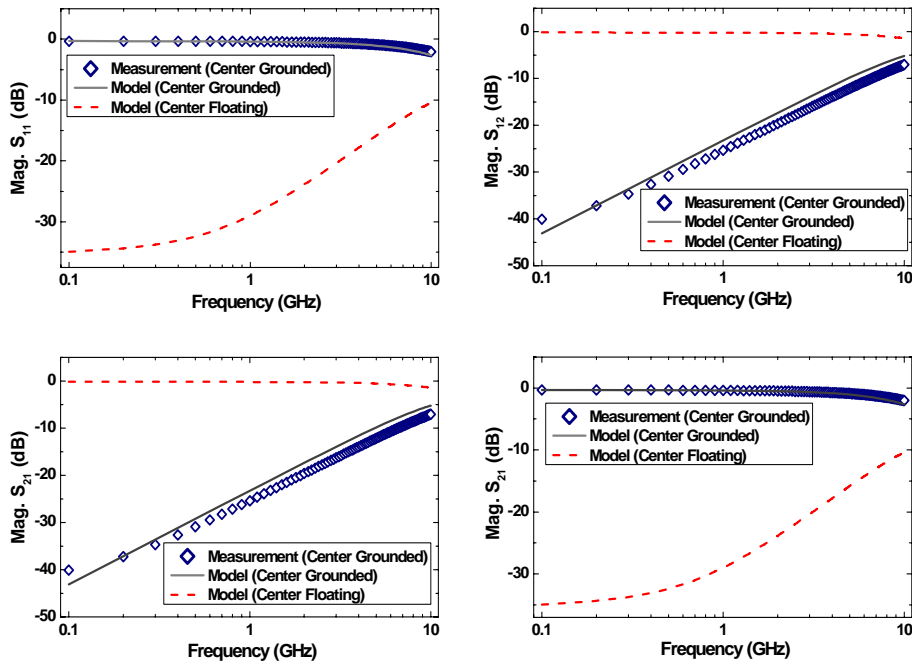 0
-10
-20
-30
Mag. S11 (dB)
Measurement (Center Grounded)
Model (Center Grounded)
Model (Center Floating)
0.1
1
10
Frequency (GHz)
0
-10
-20
-30
-40
-50
Mag. S12 (dB)
Measurement (Center Grounded)
Model (Center Grounded)
Model (Center Floating)
0.1
1
10
Frequency (GHz)
0
-10
-20
-30
-40
-50
Mag. S21 (dB)
Measurement (Center Grounded)
Model (Center Grounded)
Model (Center Floating)
0.1
1
10
Frequency (GHz)
0
-10
-20
-30
Mag. S21 (dB)
Measurement (Center Grounded)
Model (Center Grounded)
Model (Center Floating)
0.1
1
10
Frequency (GHz)